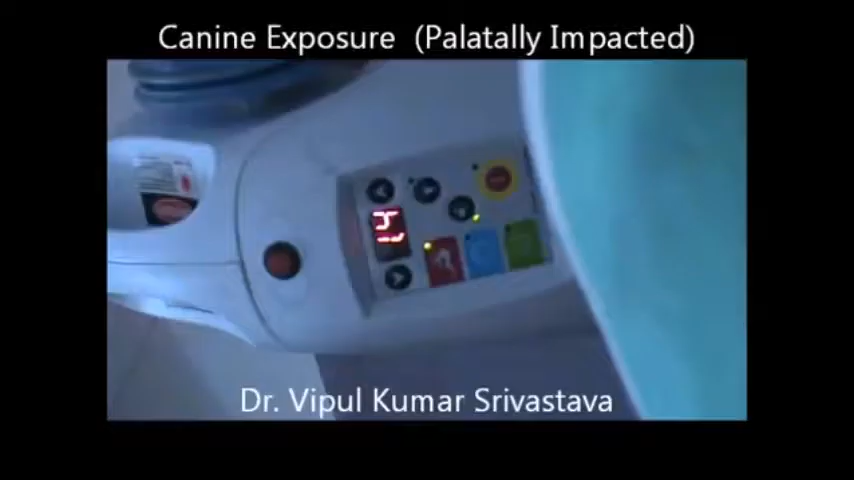 Canine Exposure (Palatally Impacted)
Dr. Vipul Kumar Srivastava